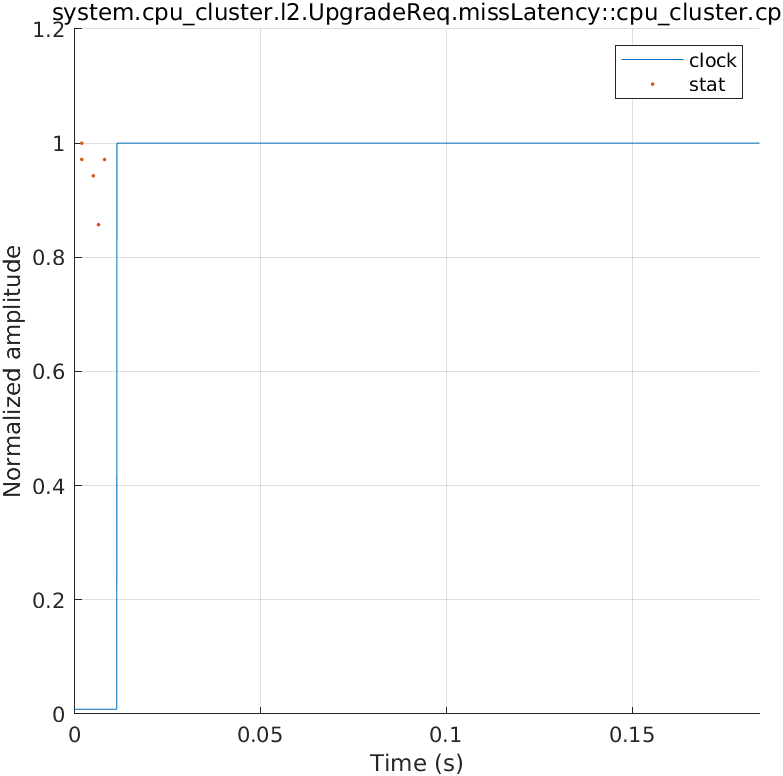 system.cpu_cluster.l2.UpgradeReq.missLatency::cpu_cluster.cp
clock
stat
1.2
1
0.8
0.6
0.4
0.2
0
Normalized amplitude
0
0.05
0.1
0.15
Time (s)